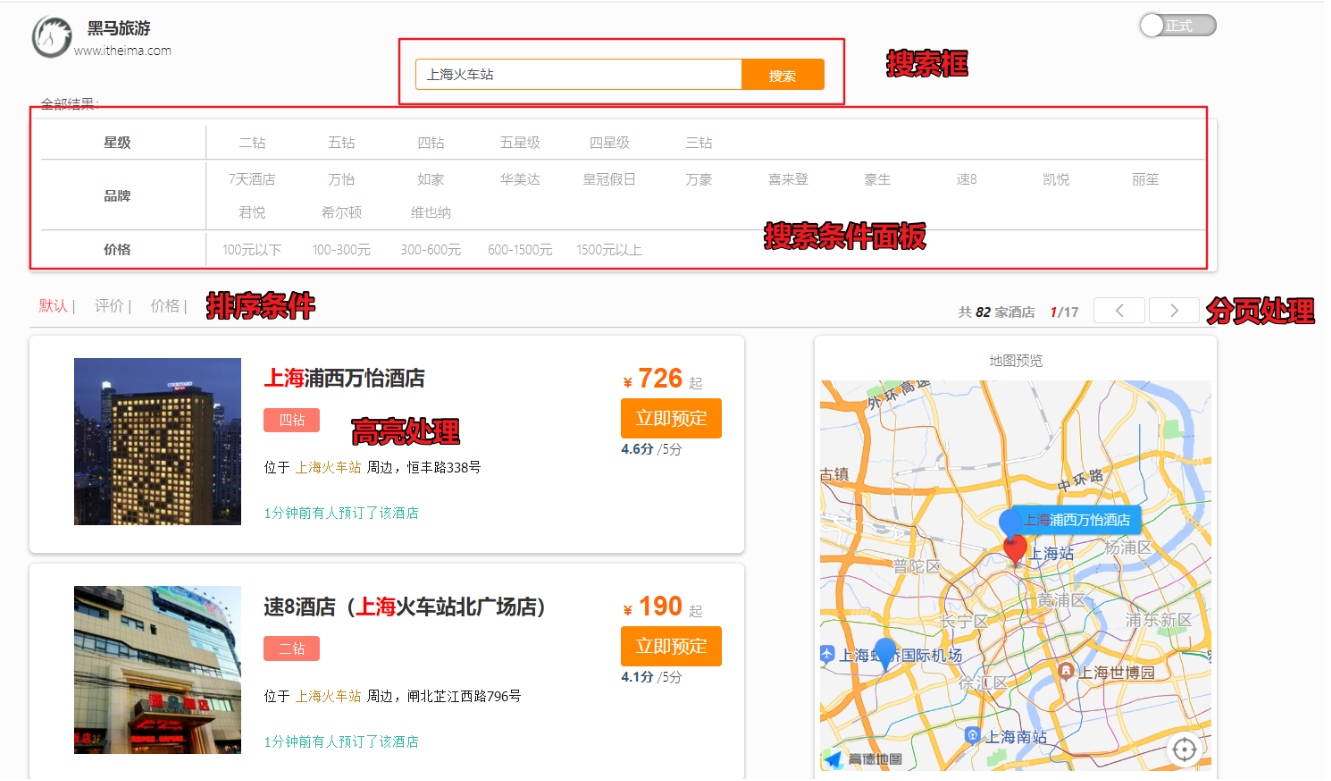 黑马旅游
www.itheima.com
正式
上海火车站
搜索
搜索框
全部结果:
星级 二钻 五钻 四钻 五星级 四星级 三钻
品牌 7天酒店 万怡 如家 华美达 皇冠假日 万豪 喜来登 豪生 速8 凯悦 丽笙
君悦 希尔顿 维也纳
搜索条件面板
价格 100元以下 100-300元 300-600元 600-1500元 1500元以上
默认 | 评价 | 价格 |
排序条件
共 82 家酒店 1/17
分页处理
上海浦西万怡酒店
¥ 726 起
四钻
高亮处理
立即预定
4.6分 /5分
位于 上海火车站 周边，恒丰路338号
1分钟前有人预订了该酒店
速8酒店（上海火车站北广场店）
¥ 190 起
二钻
立即预定
4.1分 /5分
位于 上海火车站 周边，闸北芷江西路796号
1分钟前有人预订了该酒店
地图预览
外环高速
古镇
中环路
上海浦西万怡酒店
上海站
杨浦区
普陀区
黄浦区
长宁区
浦东新区
上海虹桥国际机场
徐汇区
上海世博园
上海南站
高德地图